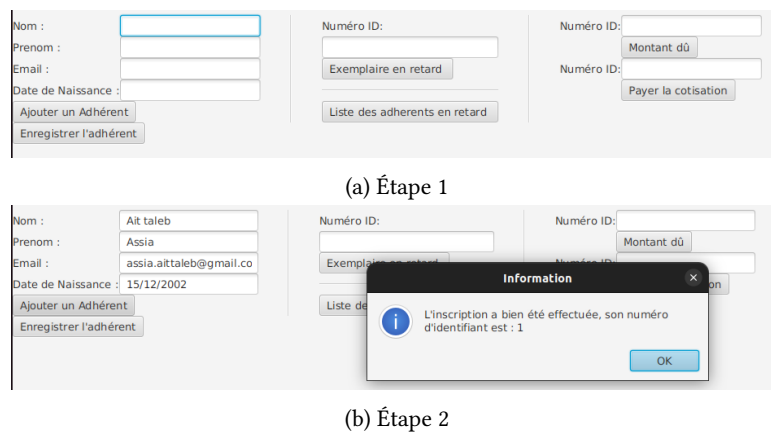 Nom :
Prenom :
Email :
Date de Naissance :
Ajouter un Adhérent
Enregistrer l'adhérent
Numéro ID:
Exemplaire en retard
Liste des adherents en retard
Numéro ID:
Montant dû
Numéro ID:
Payer la cotisation
(a) Étape 1
Nom : Ait taleb
Prenom : Assia
Email : assia.aittaleb@gmail.co
Date de Naissance : 15/12/2002
Ajouter un Adhérent
Enregistrer l'adhérent
Numéro ID:
Exempla
Liste de
Numéro ID:
Montant dû
on
Information
L'inscription a bien été effectuée, son numéro
d'identifiant est : 1
OK
(b) Étape 2